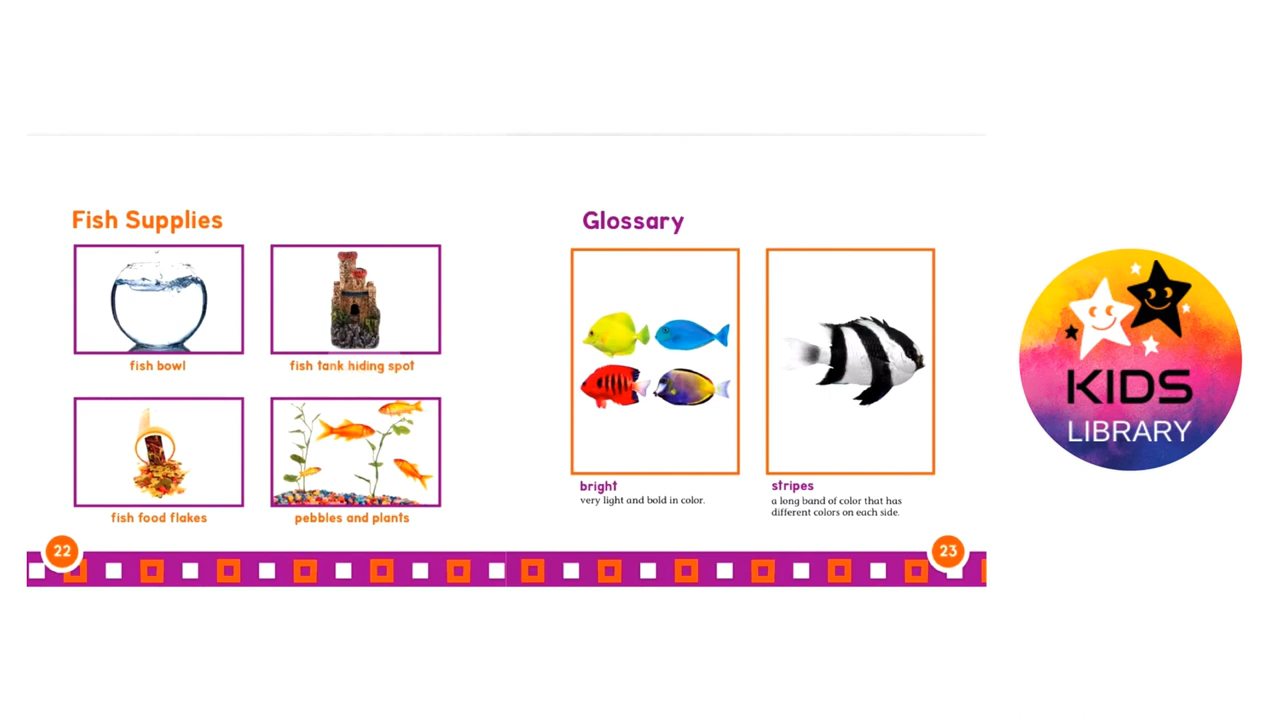 Fish Supplies
fish bowl
fish tank hiding spot
fish food flakes
pebbles and plants
22
Glossary
bright
very light and bold in color.
stripes
a long band of color that has
different colors on each side.
23
KIDS
LIBRARY